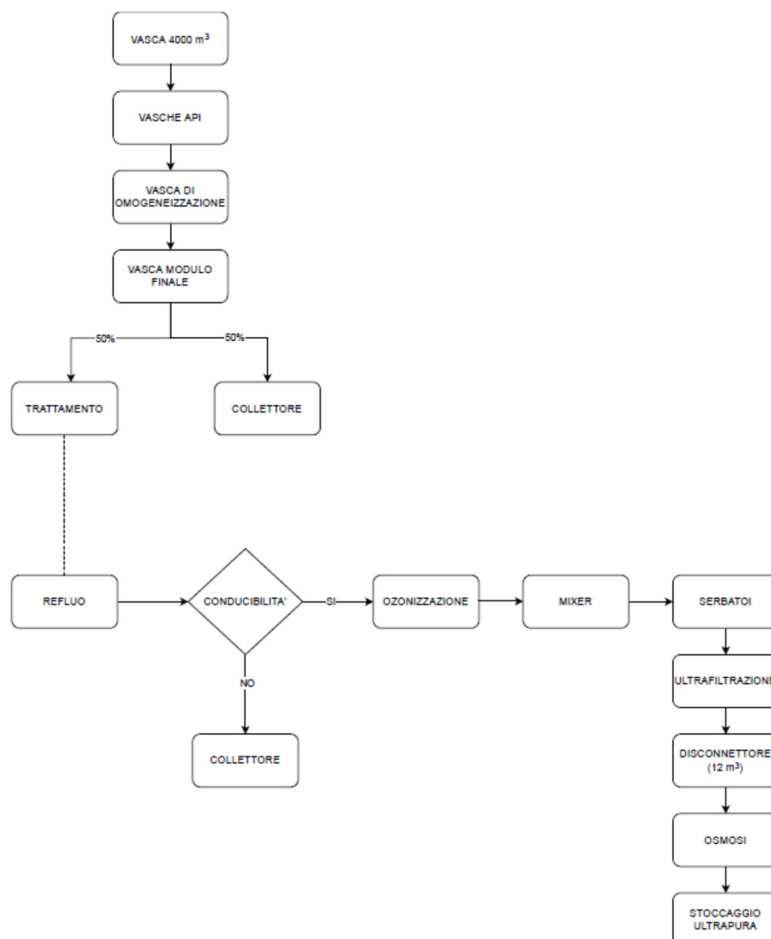 VASCA 4000 m³
VASCHE API
VASCA DI
OMOGENEIZZAZIONE
VASCA MODULO
FINALE
50%
50%
TRATTAMENTO
COLLETTORE
REFLUO
CONDUCIBILITA'
SI
OZONIZZAZIONE
MIXER
SERBATOI
NO
ULTRAFILTRAZIONE
COLLETTORE
DISCONNETTORE
(12 m³)
OSMOSI
STOCCAGGIO
ULTRAPURA